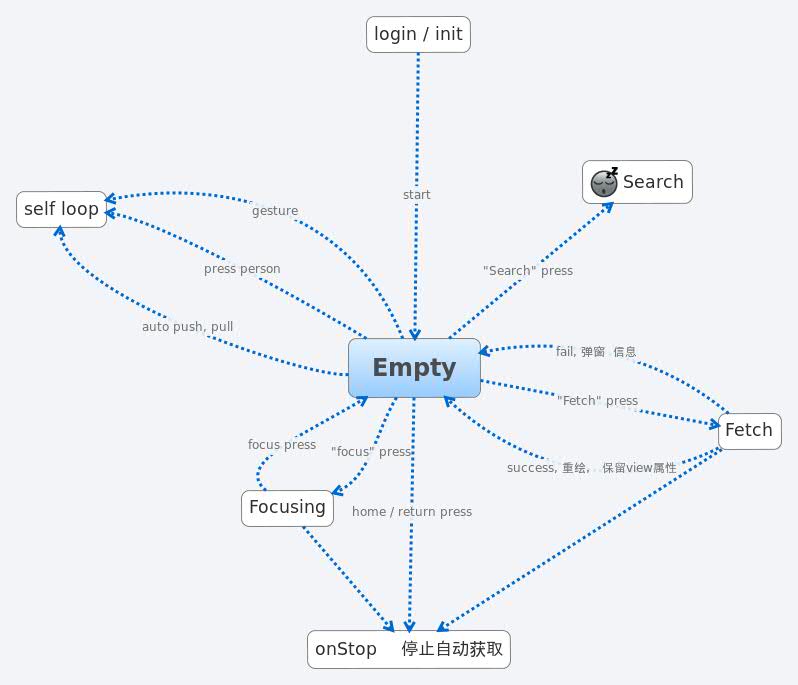 login / init
start
Search
"Search" press
self loop
gesture
press person
auto push, pull
Empty
fail, 弹窗 信息
"Fetch" press
Fetch
success, 重绘， 保留view属性
focus press
"focus" press
Focusing
home / return press
onStop 停止自动获取